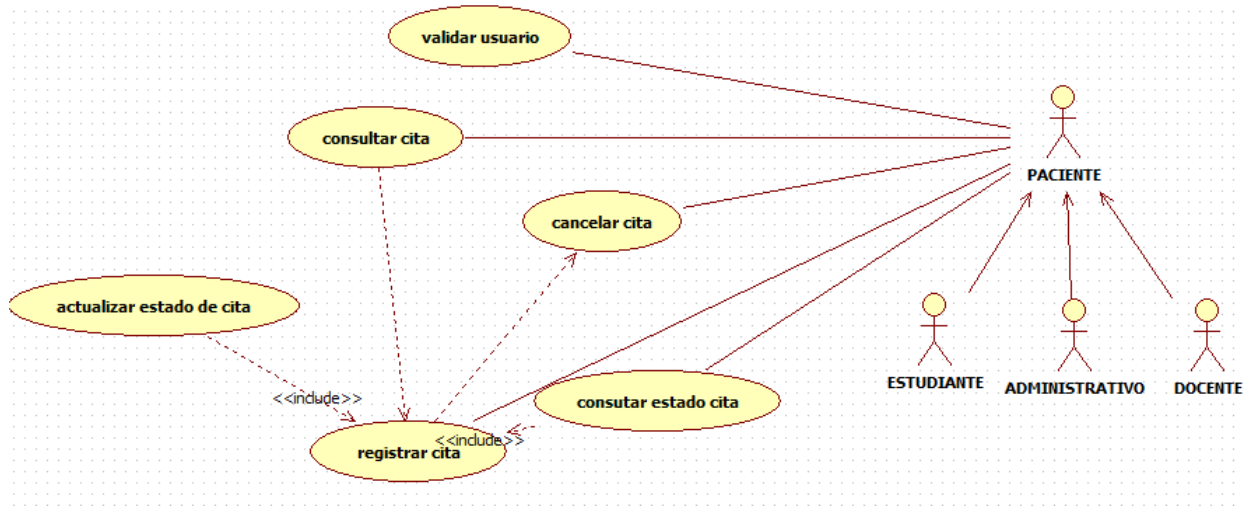 validar usuario
consultar cita
PACIENTE
cancelar cita
actualizar estado de cita
ESTUDIANTE
ADMINISTRATIVO
DOCENTE
<<include>>
consutar estado cita
<<include>>
registrar cita